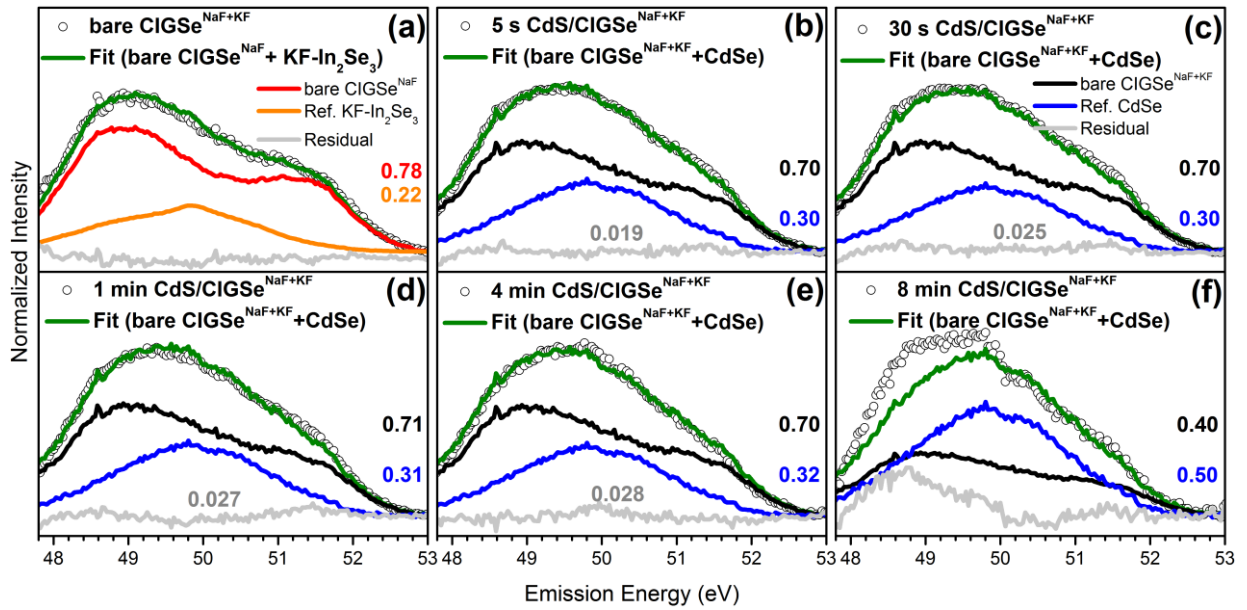 bare CIGSe^NaF+KF (a)
Fit (bare CIGSe^NaF + KF-In₂Se₃)
bare CIGSe^NaF
Ref. KF-In₂Se₃
Residual
0.78
0.22
5 s CdS/CIGSe^NaF+KF (b)
Fit (bare CIGSe^NaF+KF+CdSe)
0.70
0.30
0.019
30 s CdS/CIGSe^NaF+KF (c)
Fit (bare CIGSe^NaF+KF+CdSe)
bare CIGSe^NaF+KF
Ref. CdSe
Residual
0.70
0.30
0.025
Normalized Intensity
1 min CdS/CIGSe^NaF+KF (d)
Fit (bare CIGSe^NaF+KF+CdSe)
0.71
0.31
0.027
4 min CdS/CIGSe^NaF+KF (e)
Fit (bare CIGSe^NaF+KF+CdSe)
0.70
0.32
0.028
8 min CdS/CIGSe^NaF+KF (f)
Fit (bare CIGSe^NaF+KF+CdSe)
0.40
0.50
48 49 50 51 52 53 48 49 50 51 52 53 48 49 50 51 52 53
Emission Energy (eV)